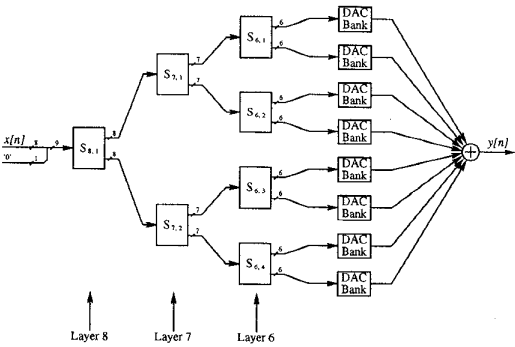 x[n] 8 9
'0' 1
S8,1
8
8
S7,1
7
7
S7,2
7
7
S6,1
6
6
S6,2
6
6
S6,3
6
6
S6,4
6
6
DAC
Bank
DAC
Bank
DAC
Bank
DAC
Bank
DAC
Bank
DAC
Bank
DAC
Bank
DAC
Bank
+
y[n]
Layer 8
Layer 7
Layer 6